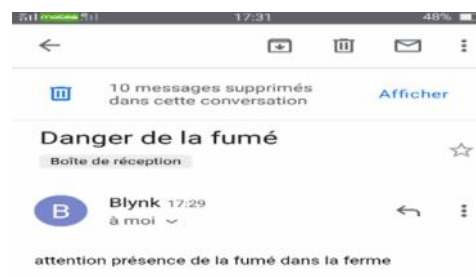 17:31
48%
10 messages supprimés
dans cette conversation
Afficher
Danger de la fumé
Boîte de réception
B
Blynk 17:29
à moi
attention présence de la fumé dans la ferme